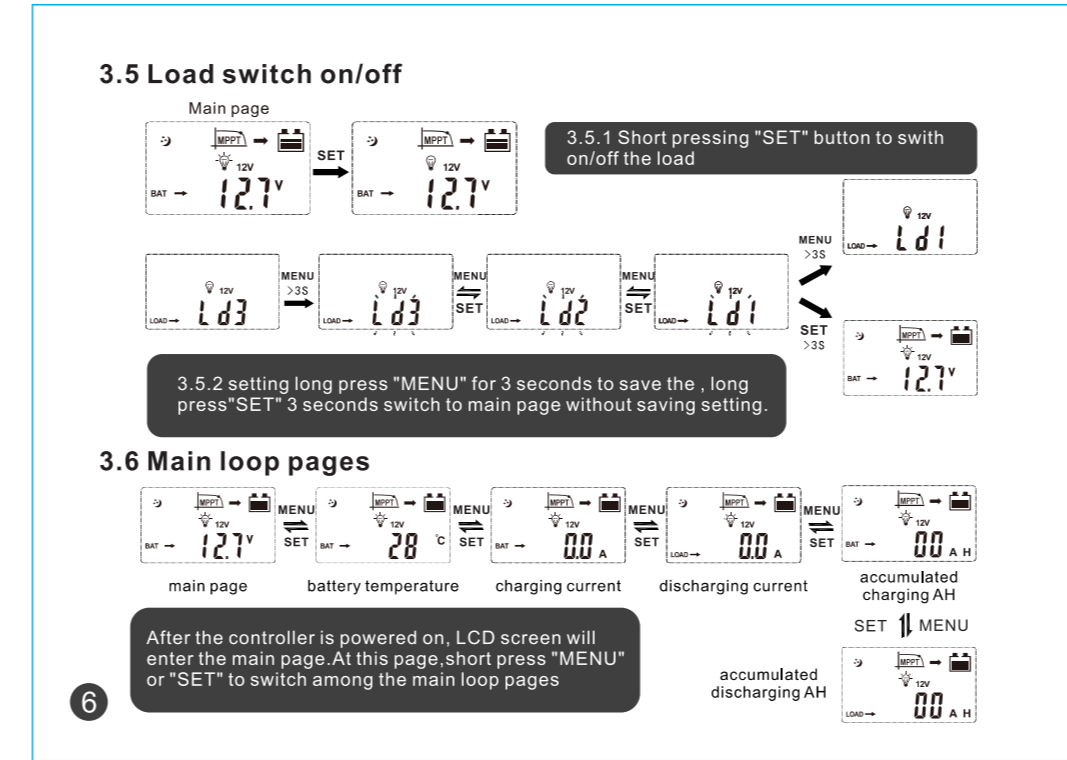 3.5 Load switch on/off
Main page
MPPT
12V
BAT
12.7 V
SET
MPPT
12V
BAT
12.7 V
3.5.1 Short pressing "SET" button to swith
on/off the load
12V
LOAD
Ld3
MENU
>3S
12V
LOAD
Ld3
MENU
SET
12V
LOAD
Ld2
MENU
SET
12V
LOAD
Ld1
MENU
>3S
12V
LOAD
Ld1
SET
>3S
MPPT
12V
BAT
12.7 V
3.5.2 setting long press "MENU" for 3 seconds to save the , long
press"SET" 3 seconds switch to main page without saving setting.
3.6 Main loop pages
MPPT
12V
BAT
12.7 V
MENU
SET
MPPT
12V
BAT
28 °C
MENU
SET
MPPT
12V
BAT
0.0 A
MENU
SET
MPPT
12V
LOAD
0.0 A
MENU
SET
MPPT
12V
BAT
00 A H
main page
battery temperature
charging current
discharging current
accumulated
charging AH
SET
MENU
After the controller is powered on, LCD screen will
enter the main page.At this page,short press "MENU"
or "SET" to switch among the main loop pages
accumulated
discharging AH
MPPT
12V
LOAD
00 A H
6